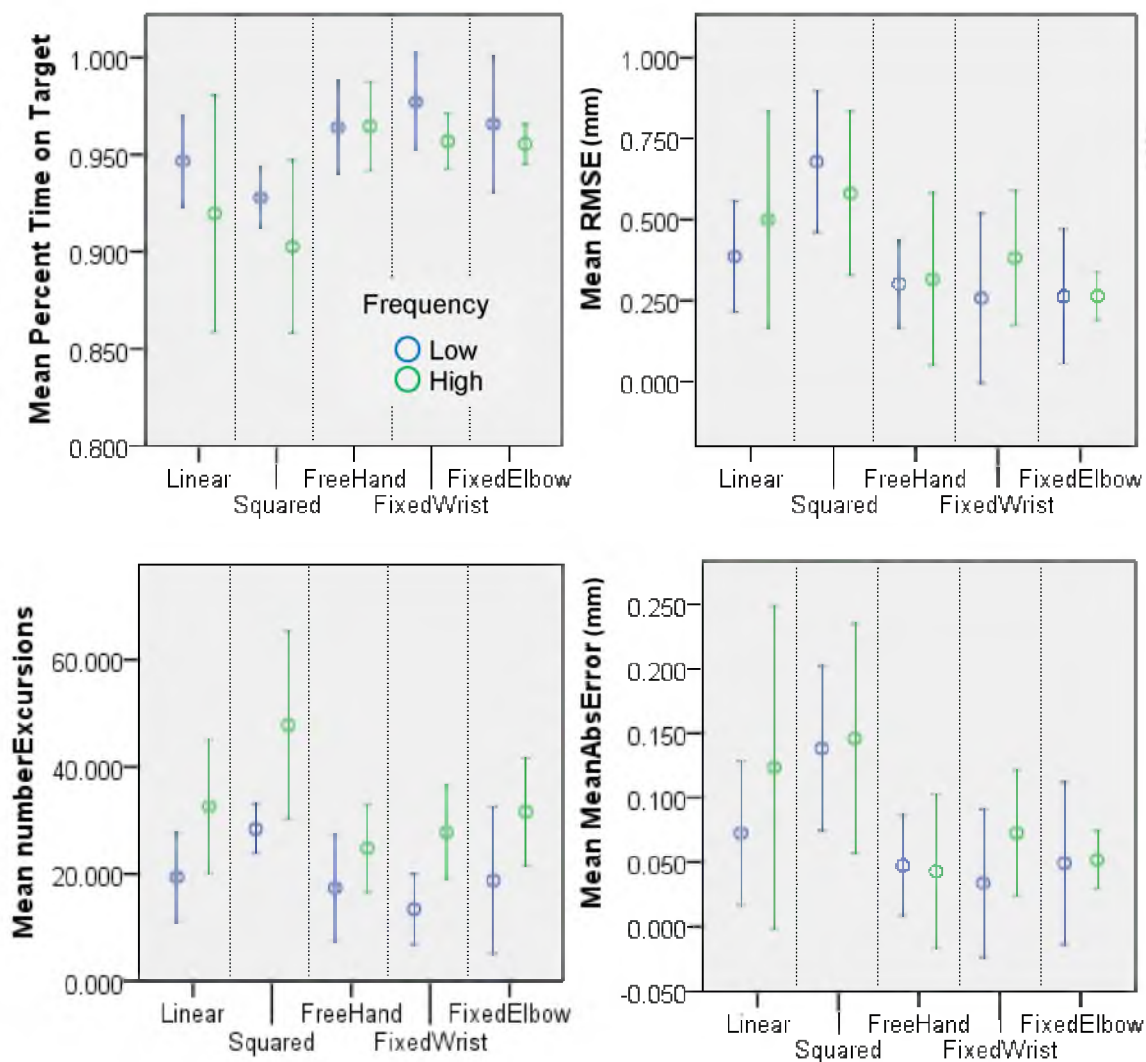 Mean Percent Time on Target
1.000
0.950
0.900
0.850
0.800
Frequency
Low
High
Linear
FreeHand
FixedElbow
Squared
FixedWrist
Mean RMSE (mm)
1.000
0.750
0.500
0.250
0.000
Linear
FreeHand
FixedElbow
Squared
FixedWrist
Mean numberExcursions
60.000
40.000
20.000
0.000
Linear
FreeHand
FixedElbow
Squared
FixedWrist
Mean MeanAbsError (mm)
0.250
0.200
0.150
0.100
0.050
0.000
-0.050
Linear
FreeHand
FixedElbow
Squared
FixedWrist